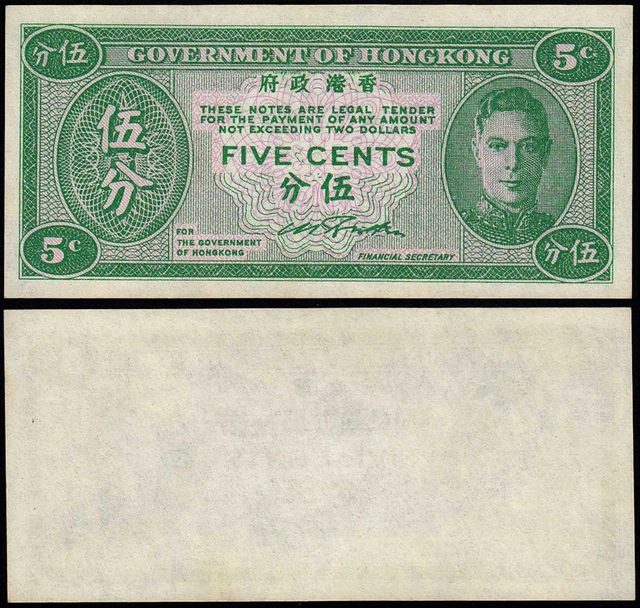 分伍 GOVERNMENT OF HONGKONG 5c
府政港香
THESE NOTES ARE LEGAL TENDER
FOR THE PAYMENT OF ANY AMOUNT
NOT EXCEEDING TWO DOLLARS
伍分
FIVE CENTS
分伍
FOR
THE GOVERNMENT
OF HONGKONG
FINANCIAL SECRETARY
5c 分伍